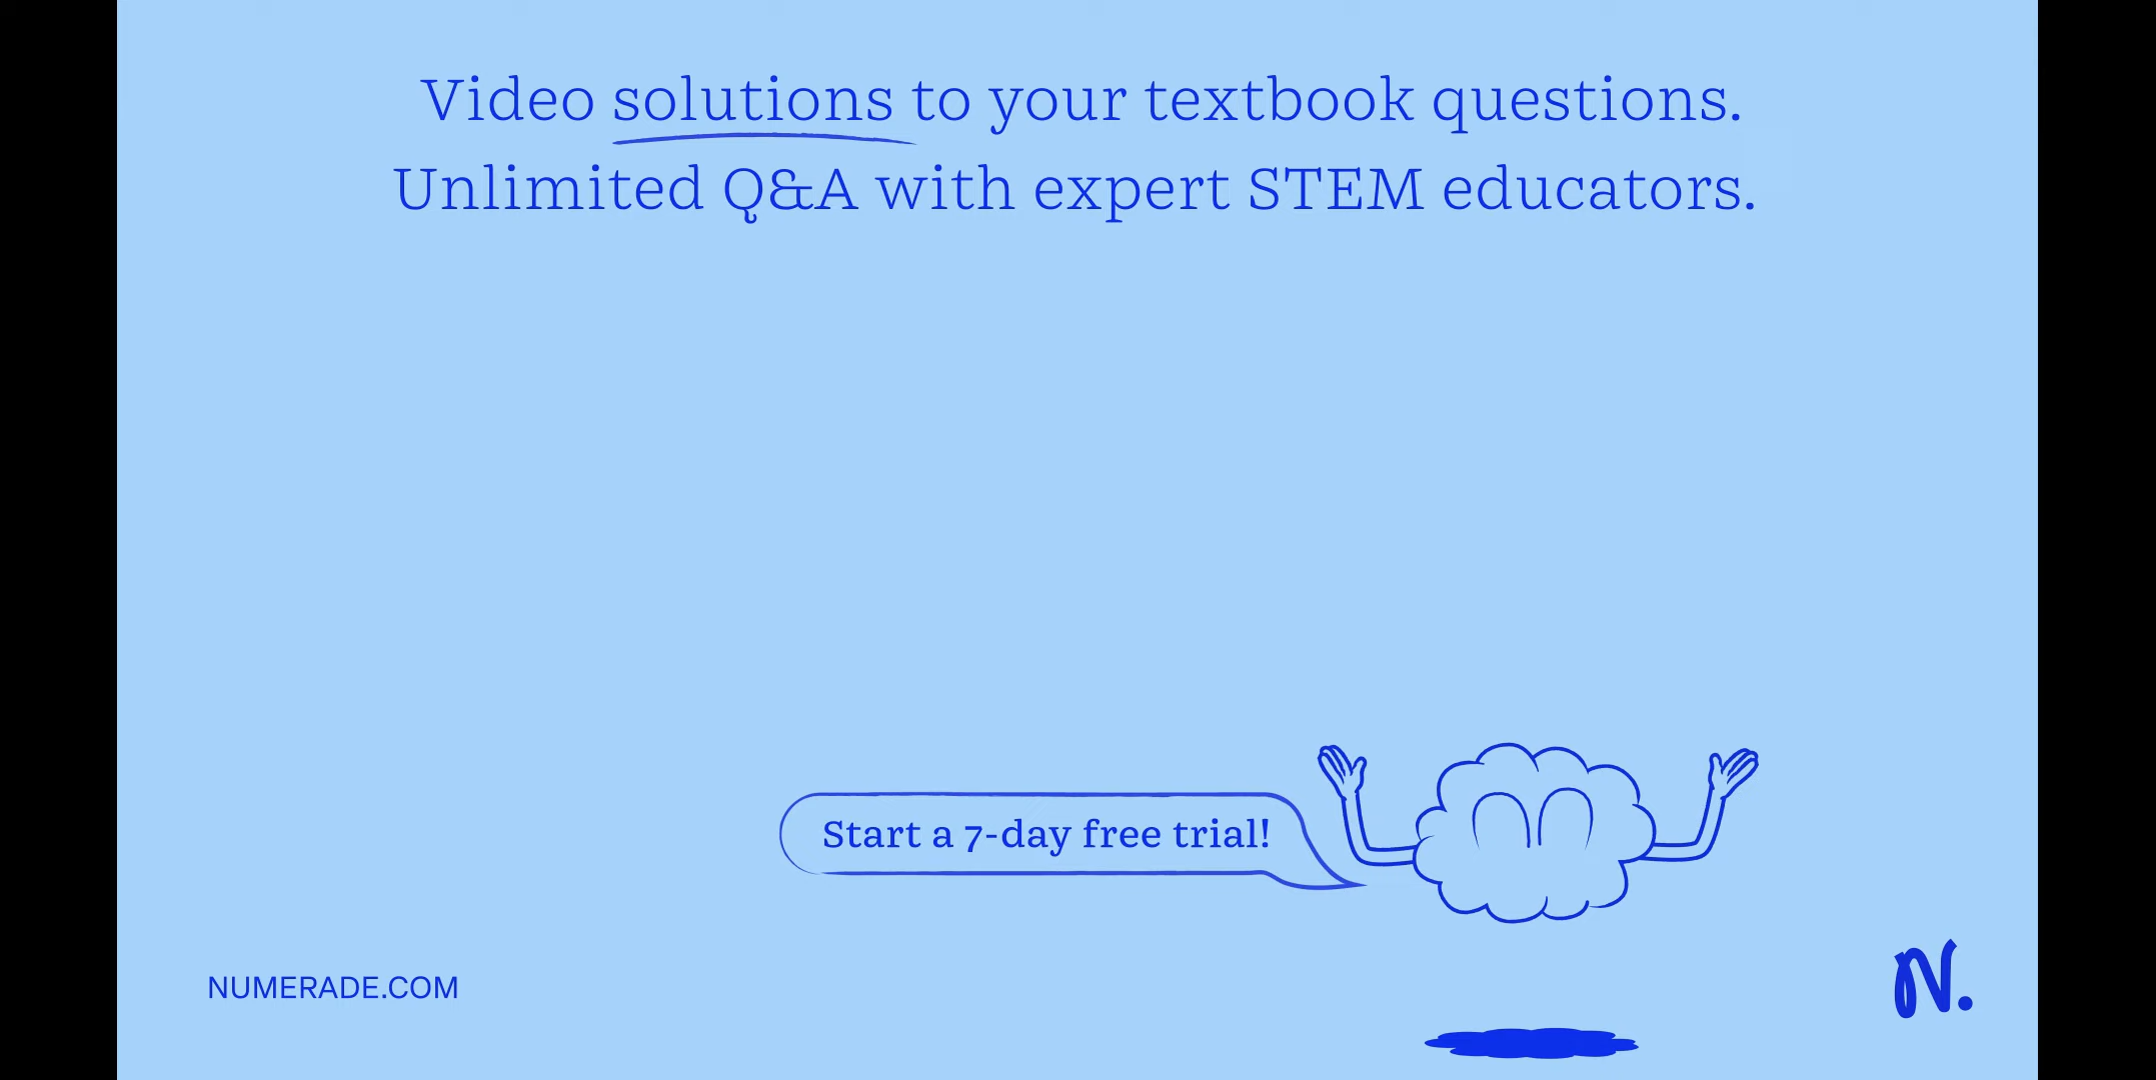 Video solutions to your textbook questions.
Unlimited Q&A with expert STEM educators.
Start a 7-day free trial!
NUMERADE.COM
N.